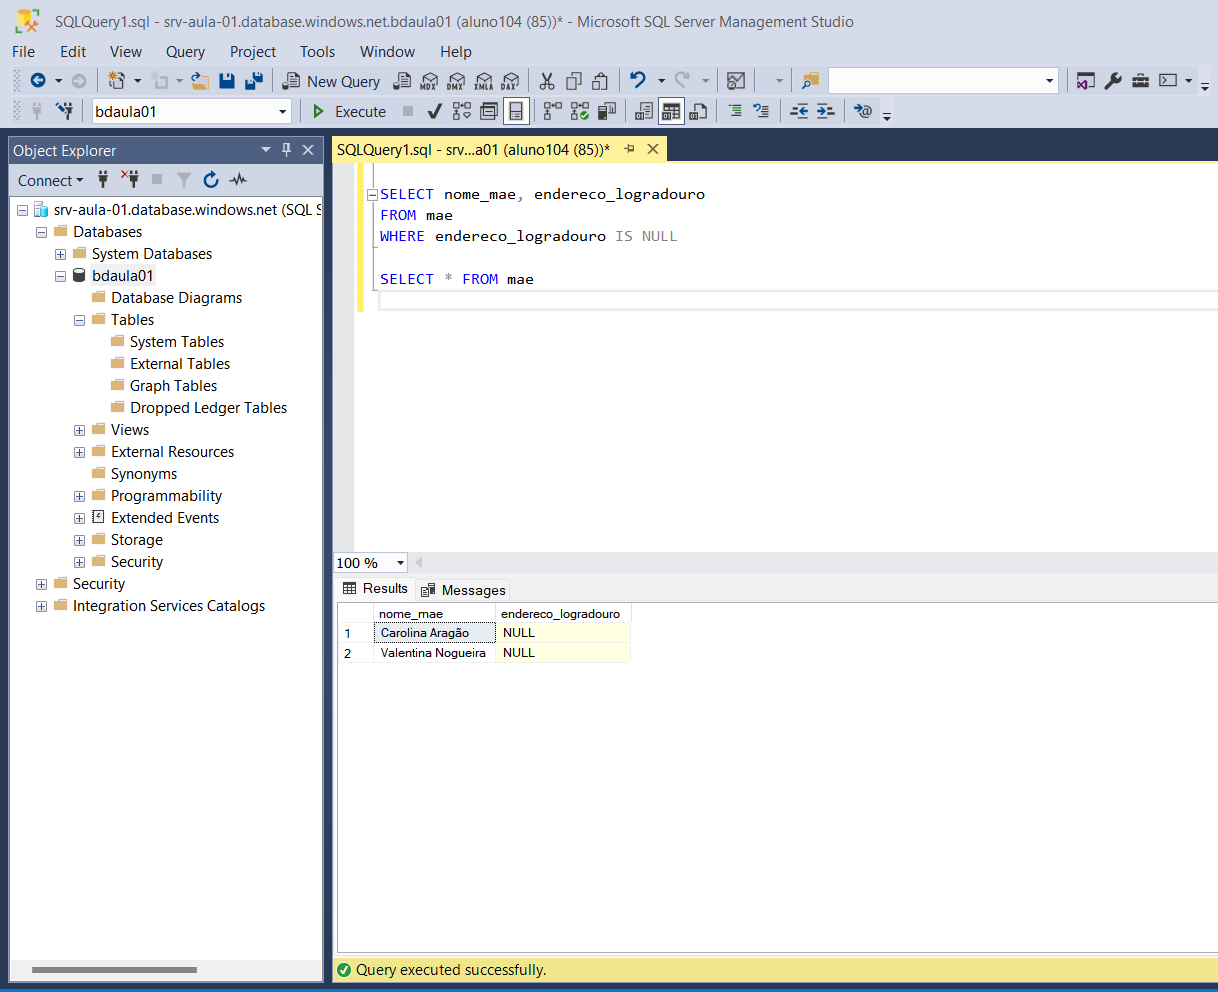 SQLQuery1.sql - srv-aula-01.database.windows.net.bdaula01 (aluno104 (85))* - Microsoft SQL Server Management Studio
File Edit View Query Project Tools Window Help
New Query MDX DMX XMLA DAX
bdaula01 Execute
Object Explorer
Connect
srv-aula-01.database.windows.net (SQL S
Databases
System Databases
bdaula01
Database Diagrams
Tables
System Tables
External Tables
Graph Tables
Dropped Ledger Tables
Views
External Resources
Synonyms
Programmability
Extended Events
Storage
Security
Security
Integration Services Catalogs
SQLQuery1.sql - srv...a01 (aluno104 (85))*
SELECT nome_mae, endereco_logradouro
FROM mae
WHERE endereco_logradouro IS NULL
SELECT * FROM mae
100 %
Results Messages
nome_mae endereco_logradouro
1 Carolina Aragão NULL
2 Valentina Nogueira NULL
Query executed successfully.